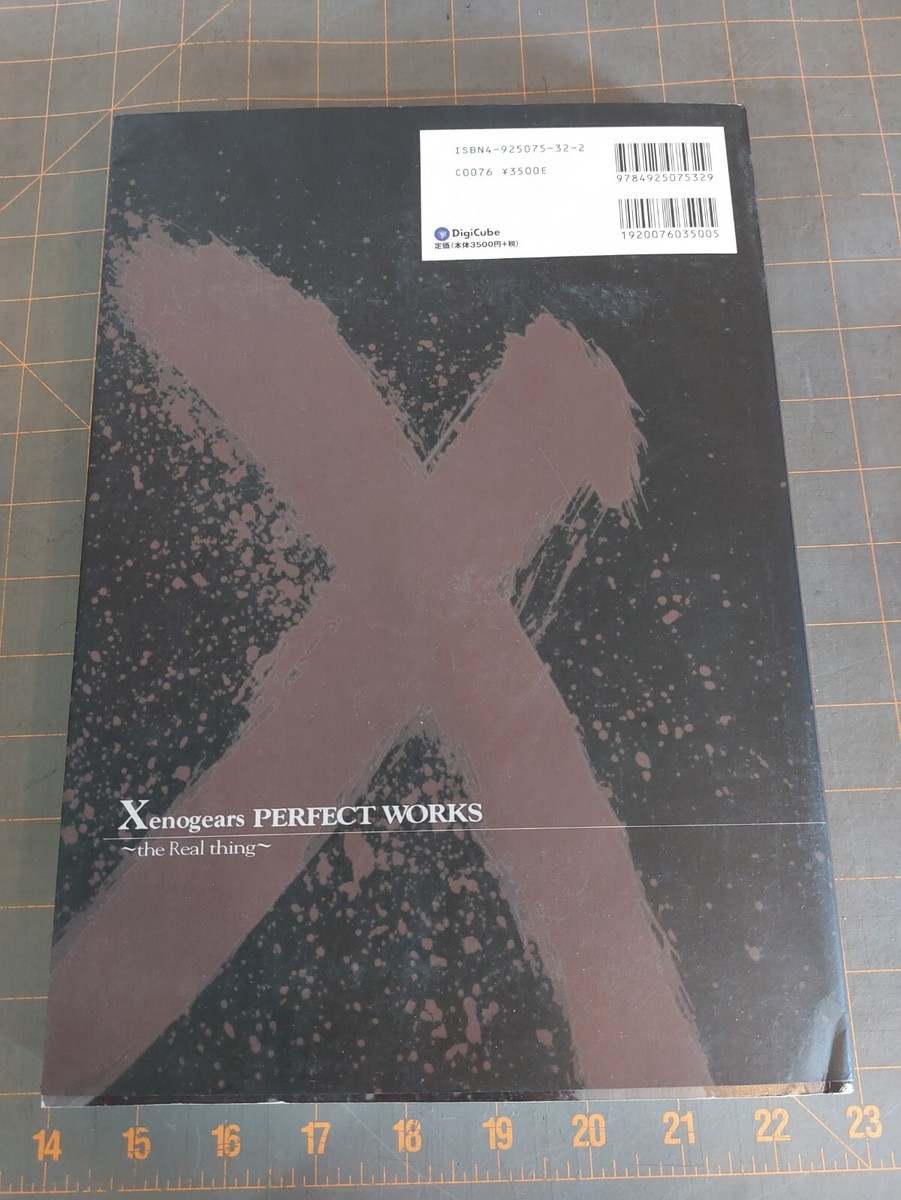 ISBN4-925075-32-2
C0076 ¥3500E
9784925075329
1920076035005
DigiCube
定価(本体3500円+税)
Xenogears PERFECT WORKS
~the Real thing~
14 15 16 17 18 19 20 21 22 23